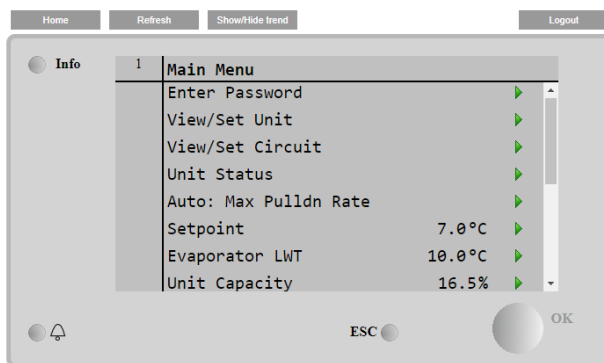 Home Refresh Show/Hide trend Logout
Info
1 Main Menu
Enter Password
View/Set Unit
View/Set Circuit
Unit Status
Auto: Max Pulldn Rate
Setpoint 7.0°C
Evaporator LWT 10.0°C
Unit Capacity 16.5%
ESC OK